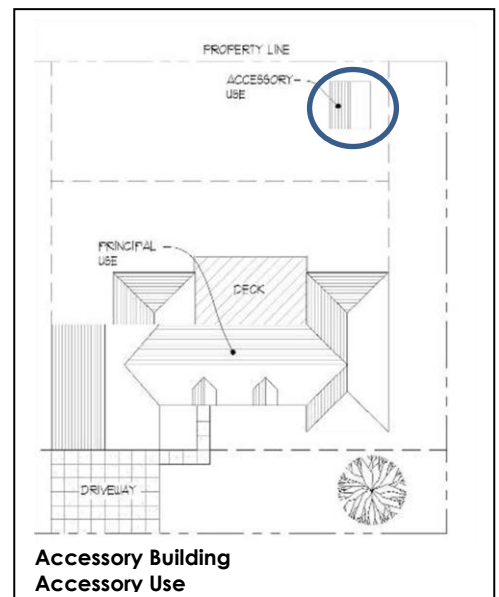 PROPERTY LINE
ACCESSORY
USE
PRINCIPAL
USE
DECK
DRIVEWAY
Accessory Building
Accessory Use